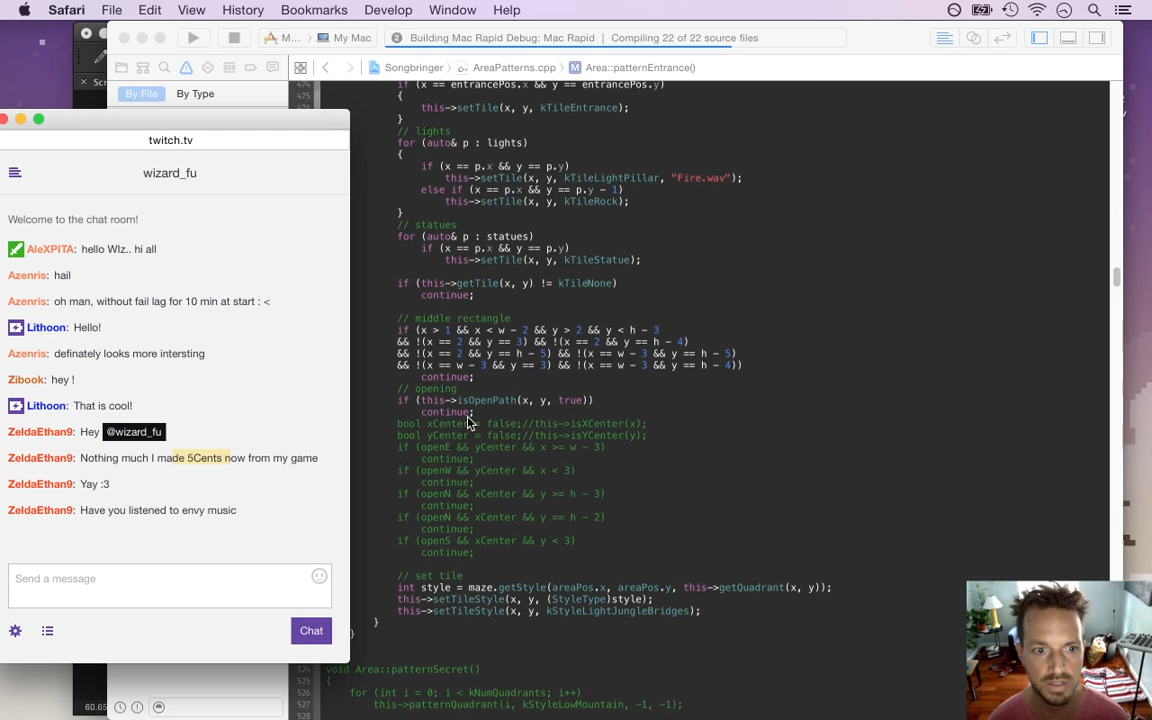 Safari File Edit View History Bookmarks Develop Window Help
M... My Mac
2 Building Mac Rapid Debug: Mac Rapid | Compiling 22 of 22 source files
Songbringer AreaPatterns.cpp M Area::patternEntrance()
By File By Type
twitch.tv
wizard_fu
Welcome to the chat room!
AleXPITA: hello WIz.. hi all
Azenris: hail
Azenris: oh man, without fail lag for 10 min at start : <
Lithoon: Hello!
Azenris: definately looks more intersting
Zibook: hey !
Lithoon: That is cool!
ZeldaEthan9: Hey @wizard_fu
ZeldaEthan9: Nothing much I made 5Cents now from my game
ZeldaEthan9: Yay :3
ZeldaEthan9: Have you listened to envy music
Send a message
Chat
60.65
474 if (x == entrancePos.x && y == entrancePos.y)
475 {
this->setTile(x, y, kTileEntrance);
}
// lights
for (auto& p : lights)
{
if (x == p.x && y == p.y)
this->setTile(x, y, kTileLightPillar, "Fire.wav");
else if (x == p.x && y == p.y - 1)
this->setTile(x, y, kTileRock);
}
// statues
for (auto& p : statues)
if (x == p.x && y == p.y)
this->setTile(x, y, kTileStatue);
if (this->getTile(x, y) != kTileNone)
continue;
// middle rectangle
if (x > 1 && x < w - 2 && y > 2 && y < h - 3
&& !(x == 2 && y == 3) && !(x == 2 && y == h - 4)
&& !(x == 2 && y == h - 5) && !(x == w - 3 && y == h - 5)
&& !(x == w - 3 && y == 3) && !(x == w - 3 && y == h - 4))
continue;
// opening
if (this->isOpenPath(x, y, true))
continue;
bool xCenter = false;//this->isXCenter(x);
bool yCenter = false;//this->isYCenter(y);
if (openE && yCenter && x >= w - 3)
continue;
if (openW && yCenter && x < 3)
continue;
if (openN && xCenter && y >= h - 3)
continue;
if (openN && xCenter && y == h - 2)
continue;
if (openS && xCenter && y < 3)
continue;
// set tile
int style = maze.getStyle(areaPos.x, areaPos.y, this->getQuadrant(x, y));
this->setTileStyle(x, y, (StyleType)style);
this->setTileStyle(x, y, kStyleLightJungleBridges);
}
}
524 void Area::patternSecret()
525 {
526 for (int i = 0; i < kNumQuadrants; i++)
527 this->patternQuadrant(i, kStyleLowMountain, -1, -1);
528